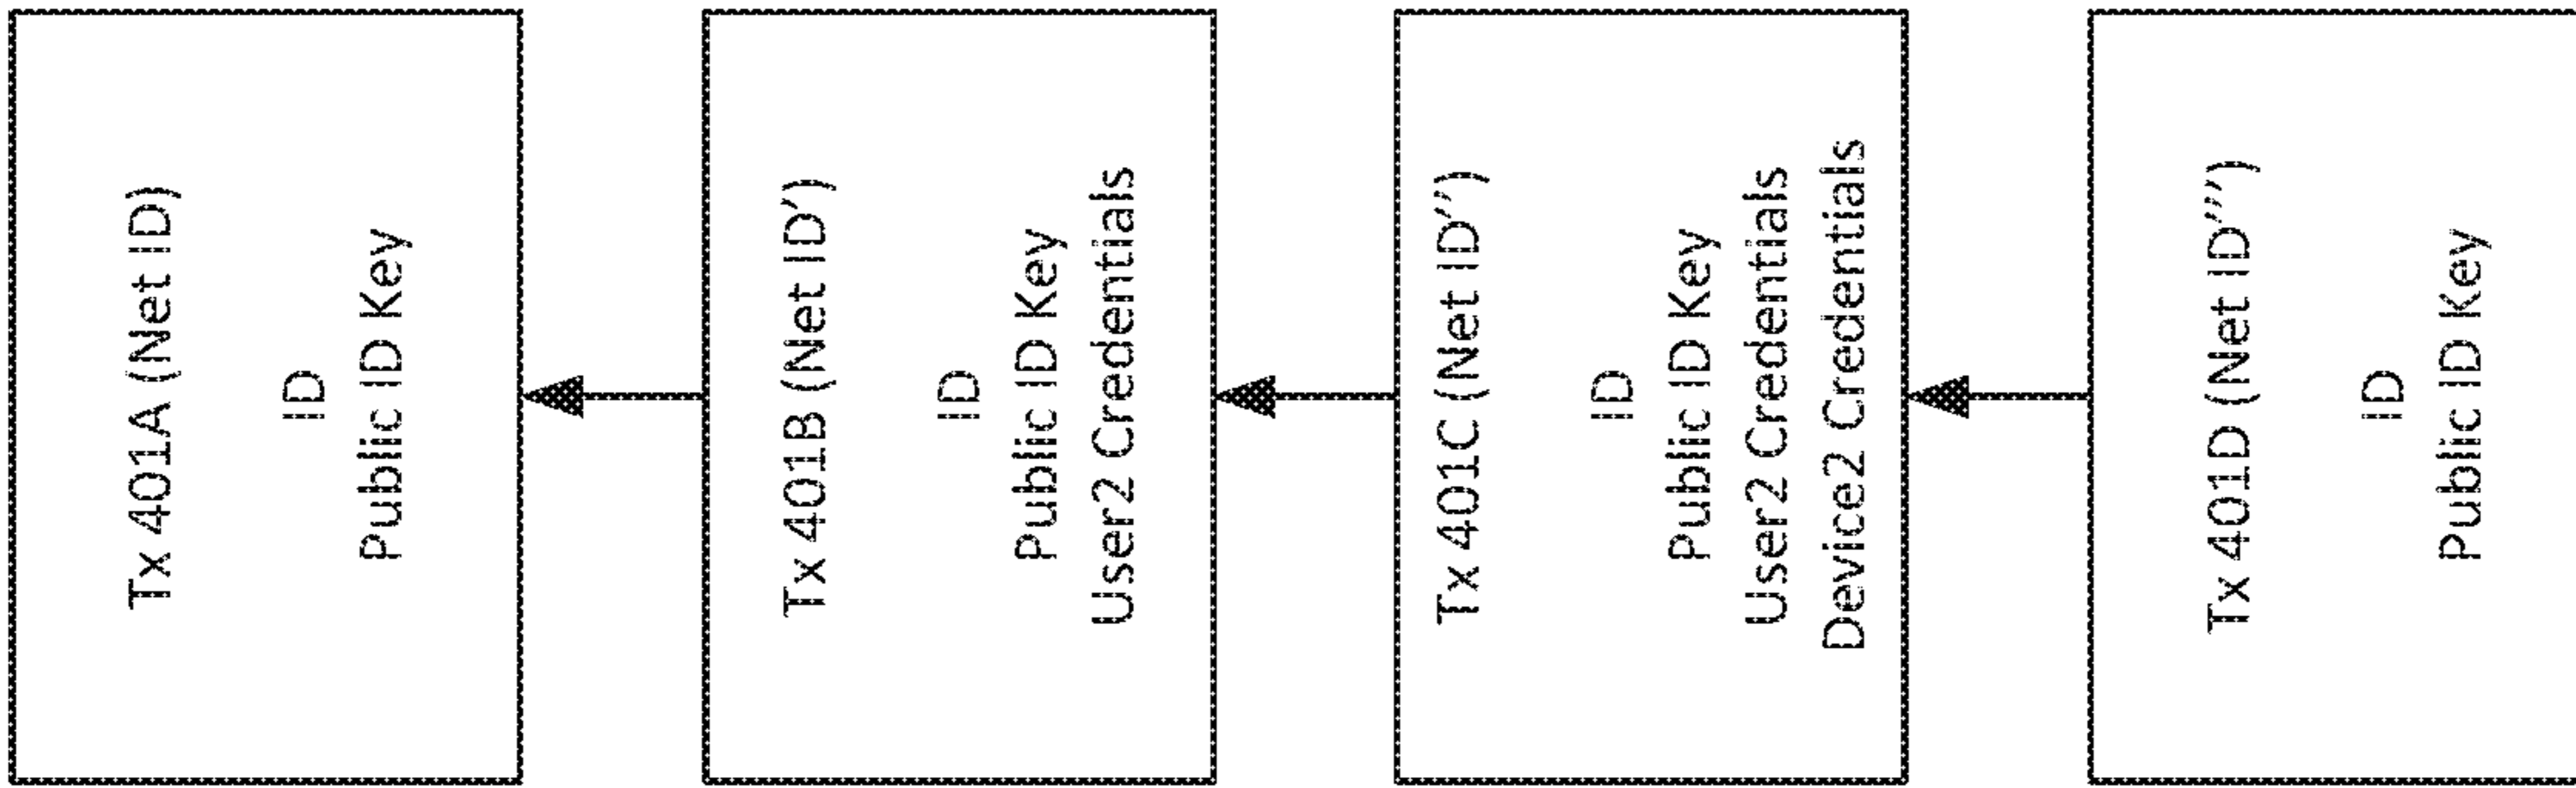 Tx 401A (Net ID)
ID
Public ID Key
Tx 401B (Net ID')
ID
Public ID Key
User2 Credentials
Tx 401C (Net ID'')
ID
Public ID Key
User2 Credentials
Device2 Credentials
Tx 401D (Net ID''')
ID
Public ID Key